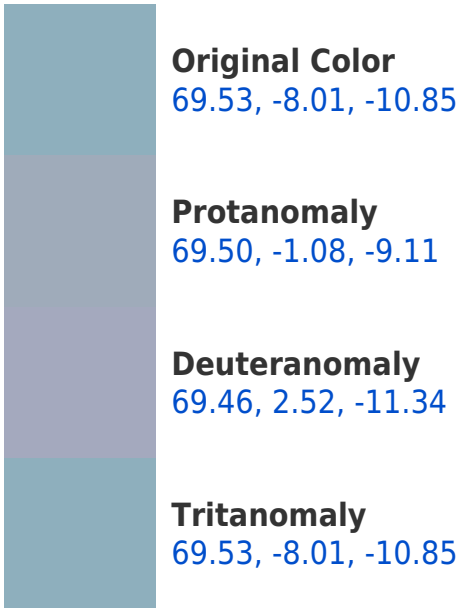 Original Color
69.53, -8.01, -10.85
Protanomaly
69.50, -1.08, -9.11
Deuteranomaly
69.46, 2.52, -11.34
Tritanomaly
69.53, -8.01, -10.85